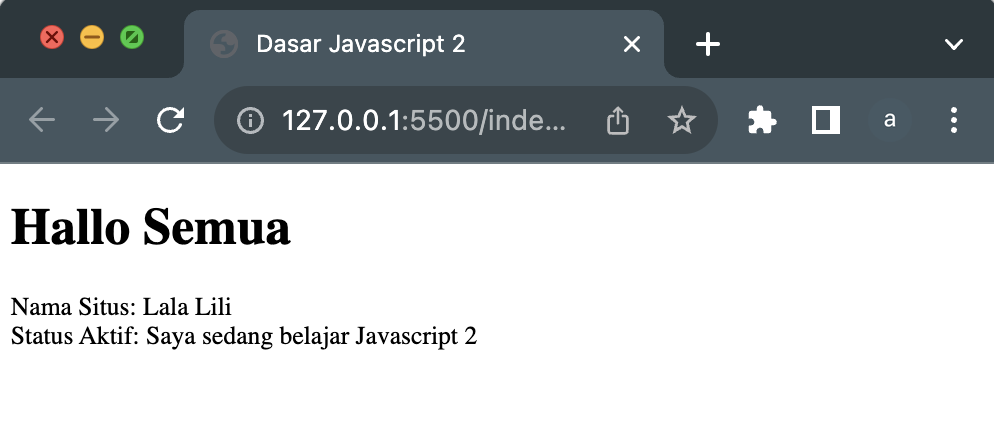 Dasar Javascript 2
127.0.0.1:5500/inde...
a
Hallo Semua
Nama Situs: Lala Lili
Status Aktif: Saya sedang belajar Javascript 2